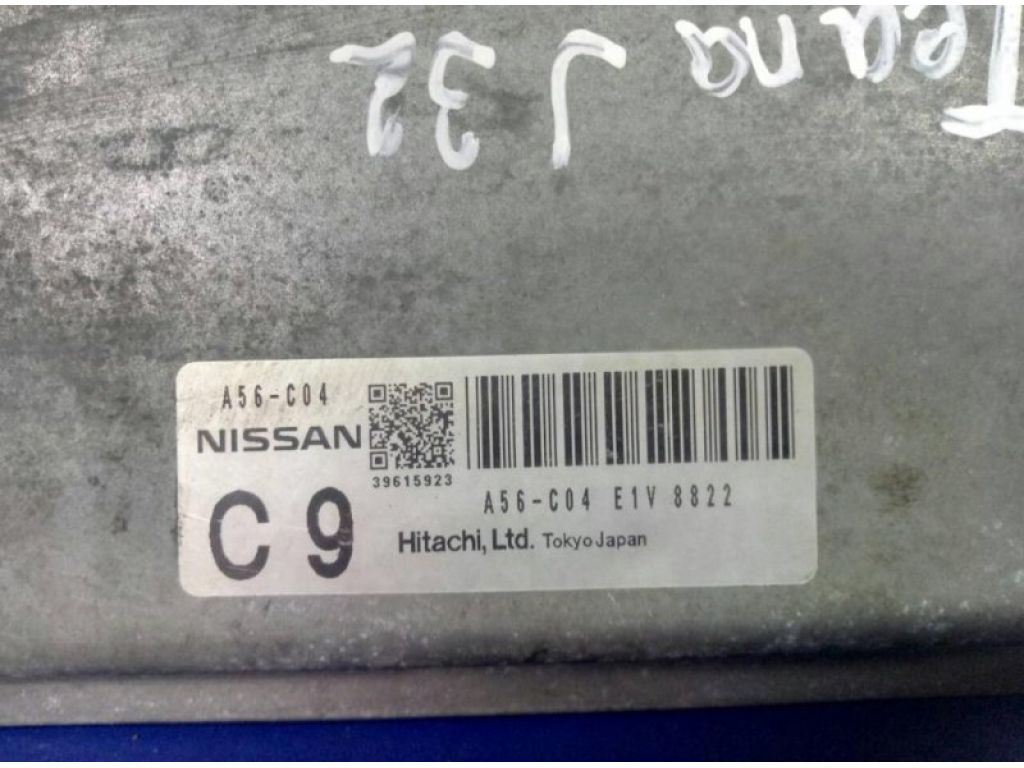 Teana J32
A56-C04
NISSAN
39615923
C9
A56-C04 E1V 8822
Hitachi, Ltd. Tokyo Japan